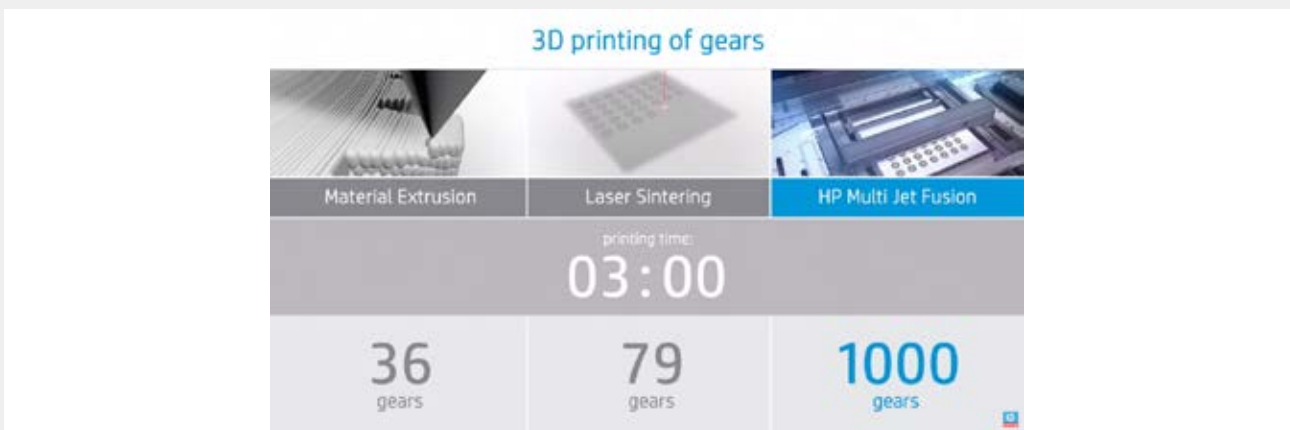 3D printing of gears
Material Extrusion
Laser Sintering
HP Multi Jet Fusion
printing time:
03:00
36
gears
79
gears
1000
gears